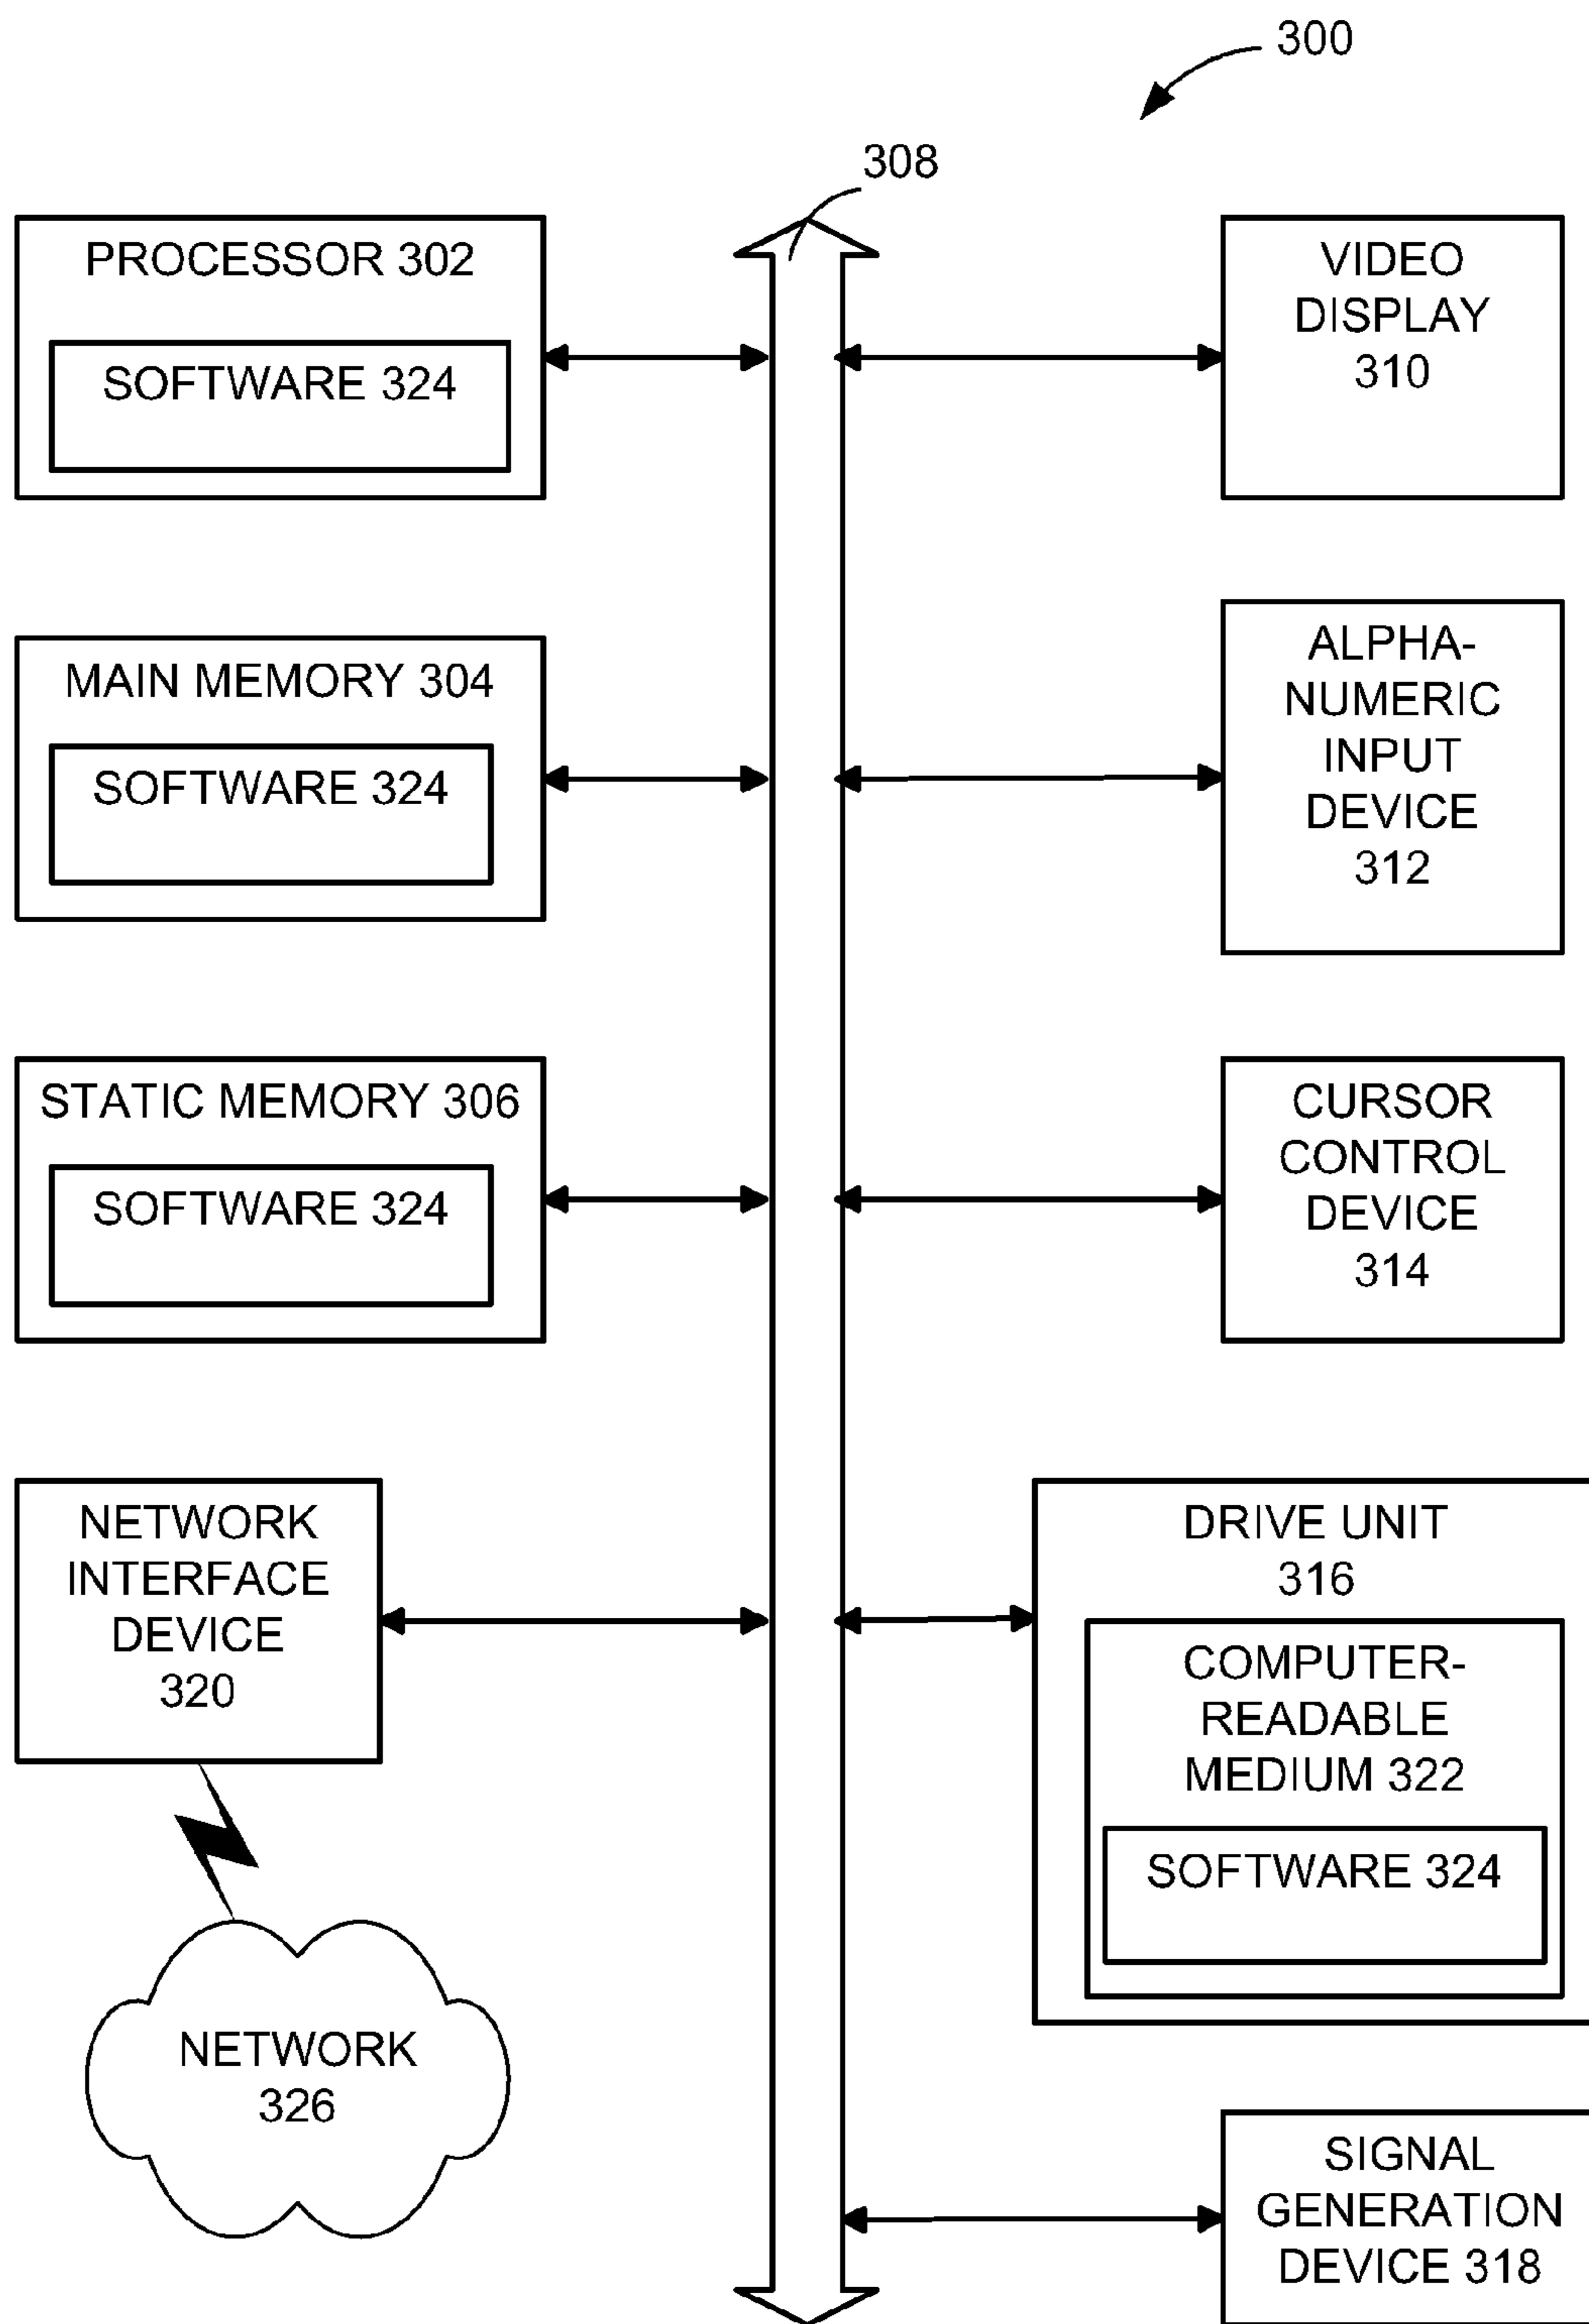 300
308
PROCESSOR 302
SOFTWARE 324
MAIN MEMORY 304
SOFTWARE 324
STATIC MEMORY 306
SOFTWARE 324
NETWORK
INTERFACE
DEVICE
320
NETWORK
326
VIDEO
DISPLAY
310
ALPHA-
NUMERIC
INPUT
DEVICE
312
CURSOR
CONTROL
DEVICE
314
DRIVE UNIT
316
COMPUTER-
READABLE
MEDIUM 322
SOFTWARE 324
SIGNAL
GENERATION
DEVICE 318